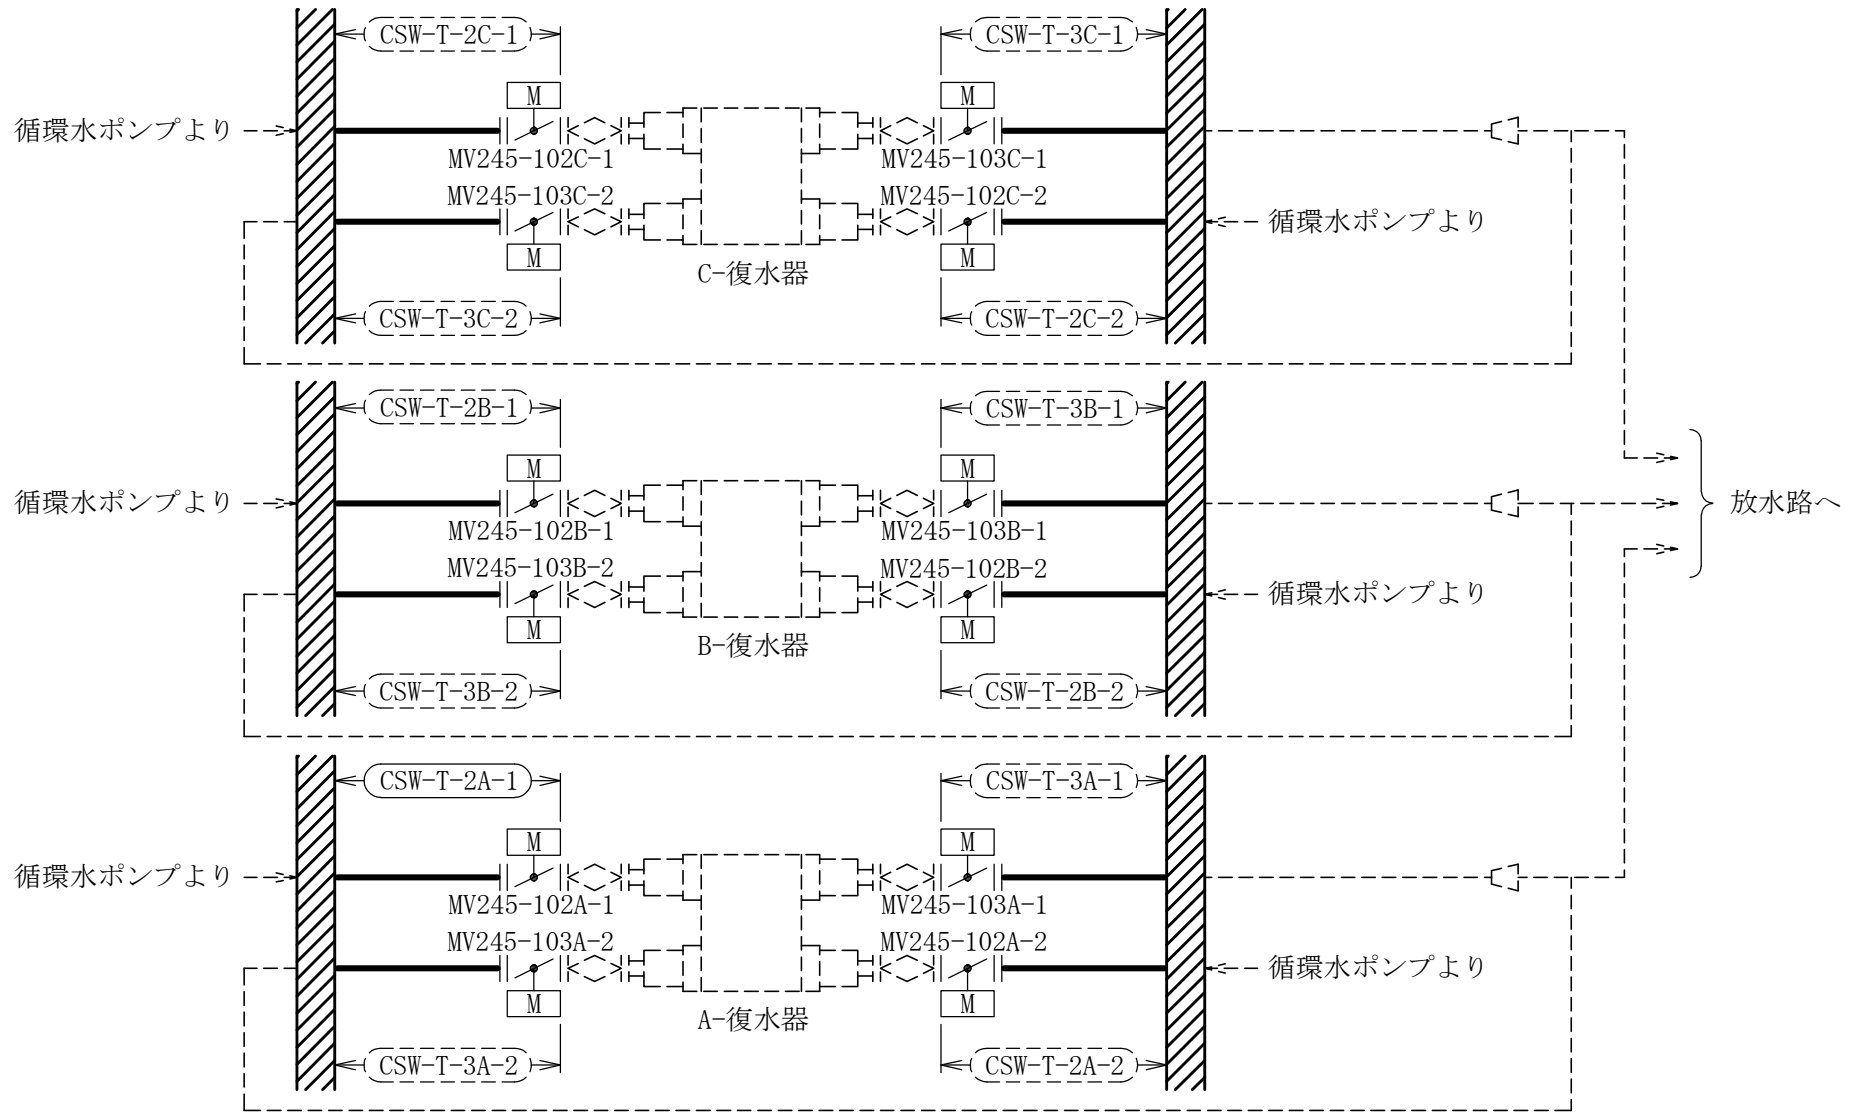 CSW-T-2C-1
CSW-T-3C-1
M
M
循環水ポンプより
MV245-102C-1
MV245-103C-1
MV245-103C-2
MV245-102C-2
循環水ポンプより
M
M
C-復水器
CSW-T-3C-2
CSW-T-2C-2
CSW-T-2B-1
CSW-T-3B-1
M
M
循環水ポンプより
放水路へ
MV245-102B-1
MV245-103B-1
MV245-103B-2
MV245-102B-2
循環水ポンプより
M
M
B-復水器
CSW-T-3B-2
CSW-T-2B-2
CSW-T-2A-1
CSW-T-3A-1
M
M
循環水ポンプより
MV245-102A-1
MV245-103A-1
MV245-103A-2
MV245-102A-2
循環水ポンプより
M
M
A-復水器
CSW-T-3A-2
CSW-T-2A-2